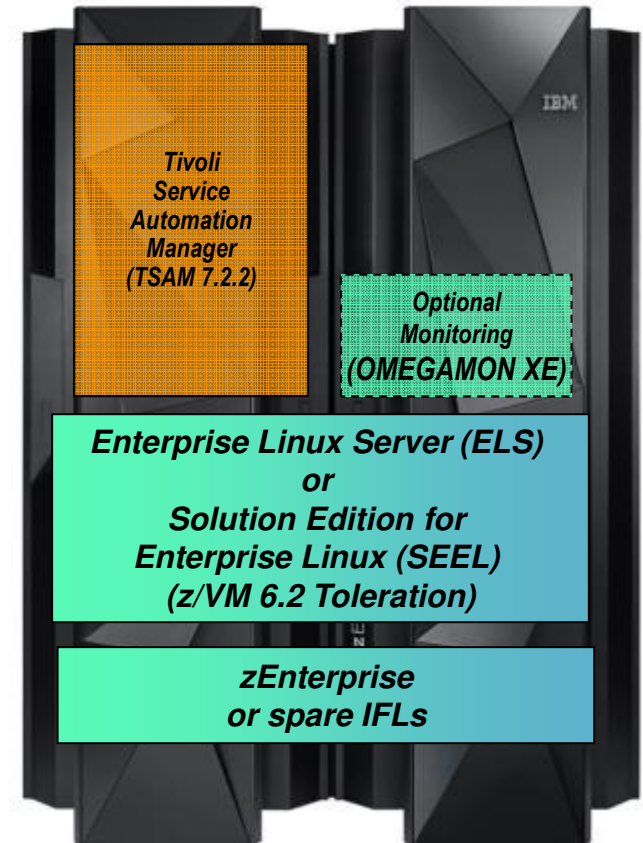 IBM
Tivoli
Service
Automation
Manager
(TSAM 7.2.2)
Optional
Monitoring
(OMEGAMON XE)
Enterprise Linux Server (ELS)
or
Solution Edition for
Enterprise Linux (SEEL)
(z/VM 6.2 Toleration)
zEnterprise
or spare IFLs